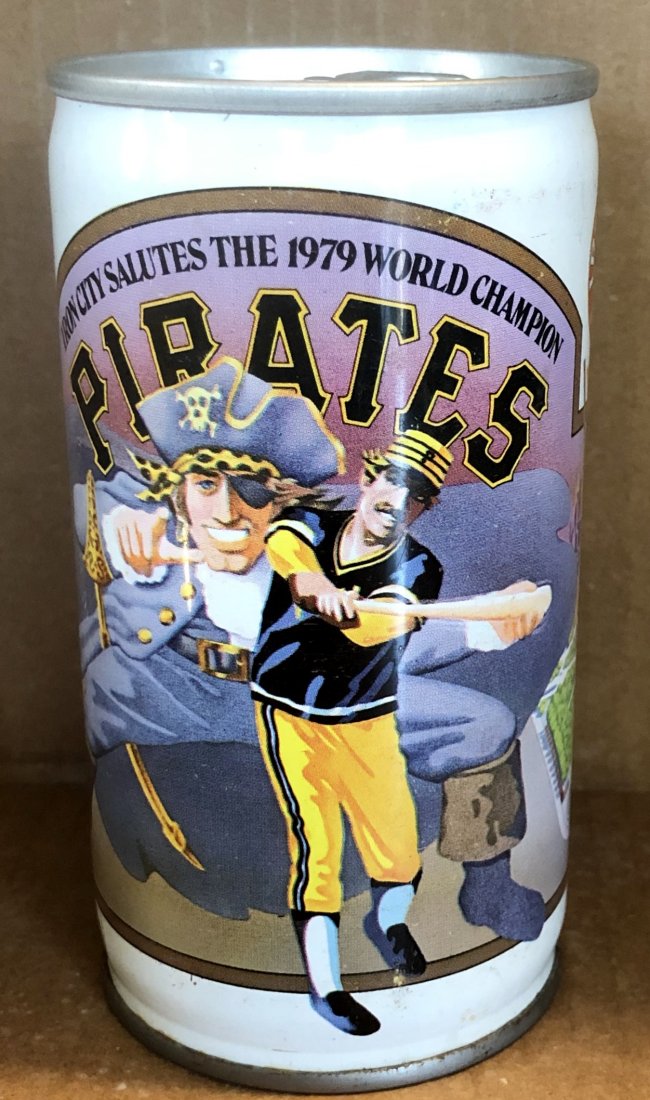 IRON CITY SALUTES THE 1979 WORLD CHAMPION
PIRATES
P